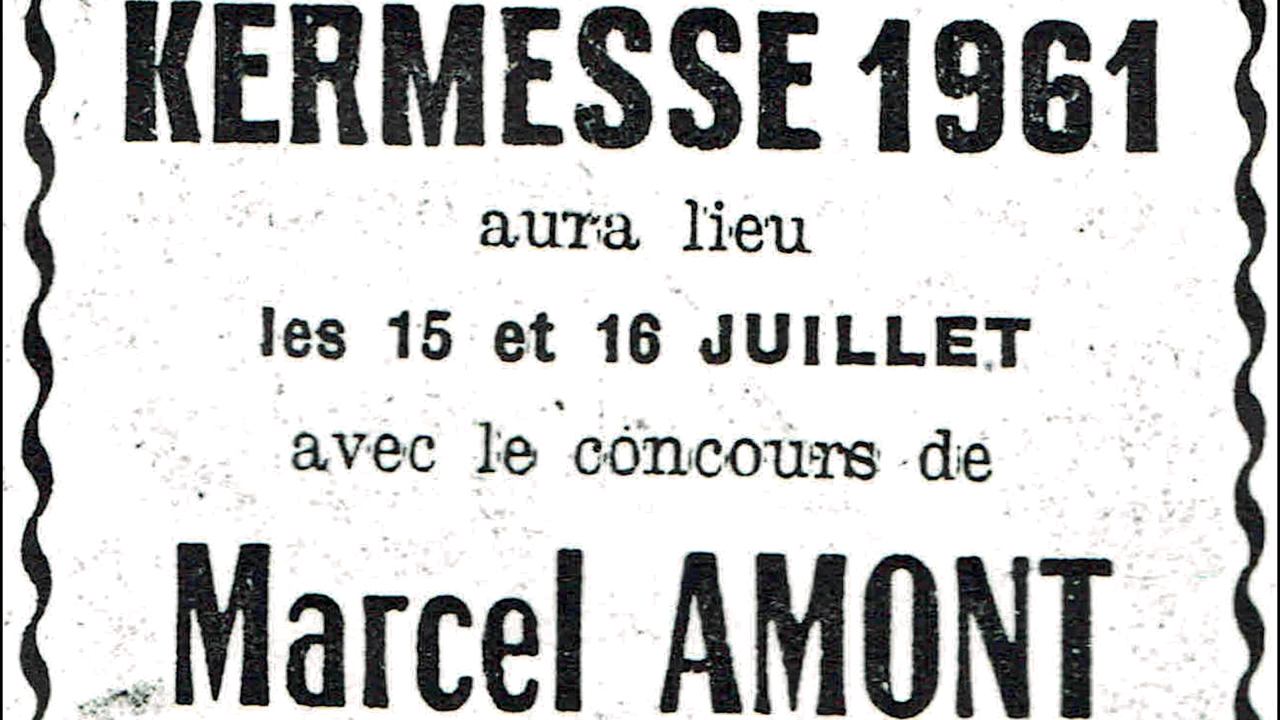 KERMESSE 1961
aura lieu
les 15 et 16 JUILLET
avec le concours de
Marcel AMONT